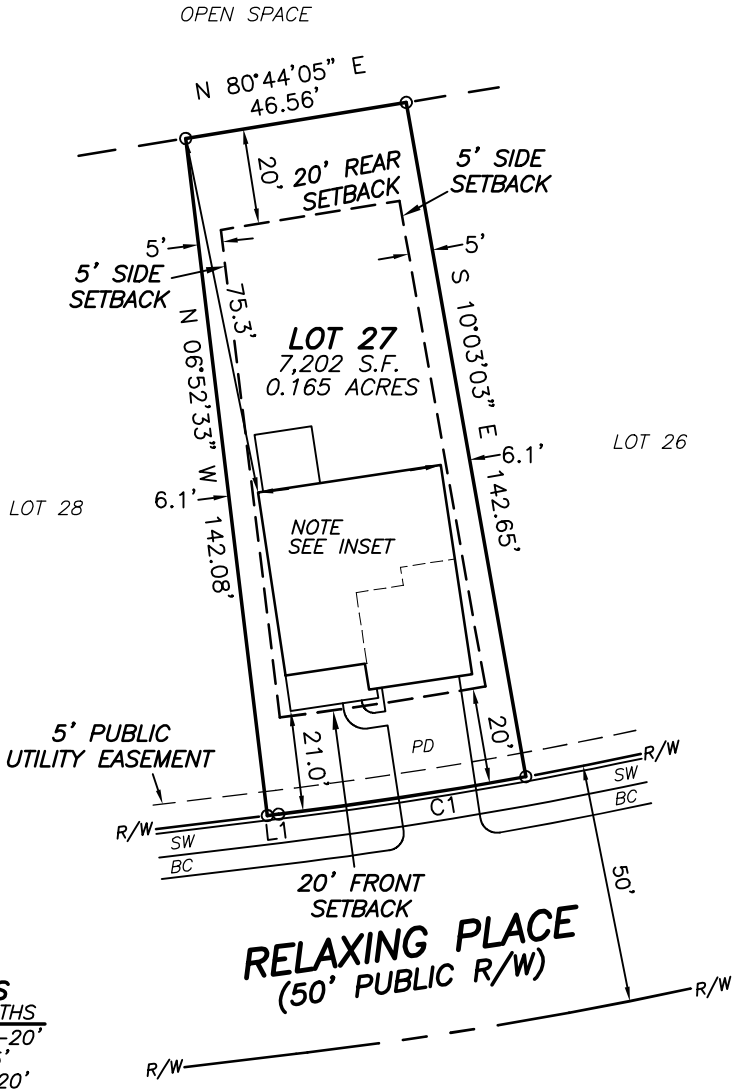 OPEN SPACE
N 80°44'05" E
46.56'
20'
20' REAR
SETBACK
5' SIDE
SETBACK
5'
5'
5' SIDE
SETBACK
75.3'
LOT 27
7,202 S.F.
0.165 ACRES
N 06°52'33" W 142.08'
S 10°03'03" E 142.65'
LOT 26
6.1'
6.1'
LOT 28
NOTE
SEE INSET
5' PUBLIC
UTILITY EASEMENT
21.0'
PD
20'
R/W
SW
BC
R/W
SW
BC
L1
C1
20' FRONT
SETBACK
50'
RELAXING PLACE
(50' PUBLIC R/W)
R/W
R/W
S
THS
-20'
20'